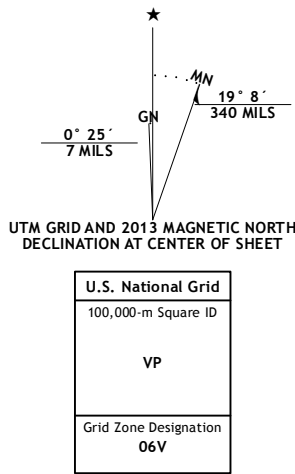 ★
MN
GN
19° 8´
340 MILS
0° 25´
7 MILS
UTM GRID AND 2013 MAGNETIC NORTH
DECLINATION AT CENTER OF SHEET
U.S. National Grid
100,000-m Square ID
VP
Grid Zone Designation
06V